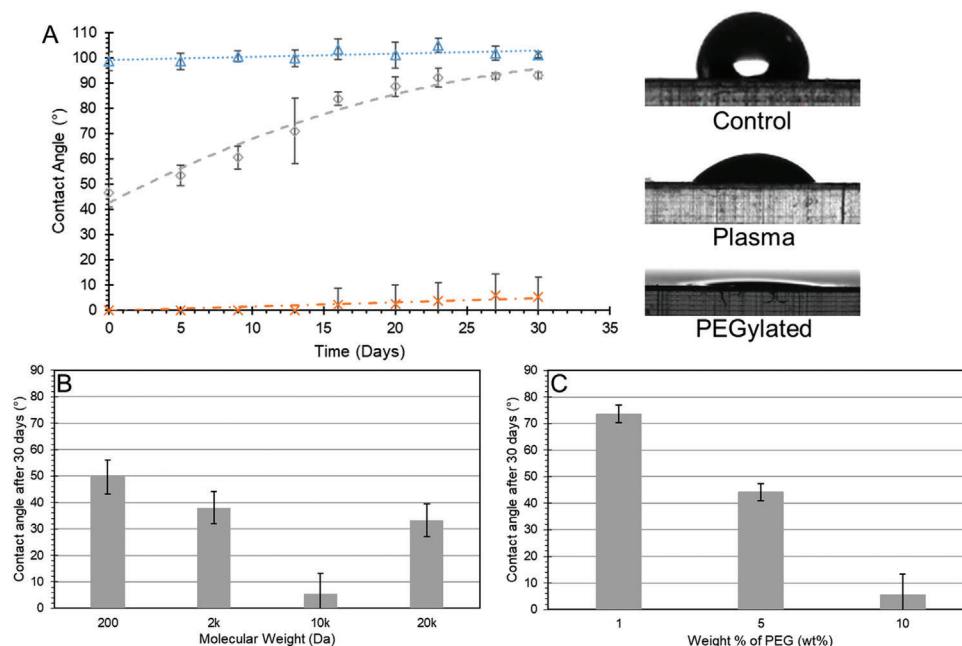 A
Contact Angle (°)
110
100
90
80
70
60
50
40
30
20
10
0
0 5 10 15 20 25 30 35
Time (Days)
Control
Plasma
PEGylated
B
Contact angle after 30 days (°)
90
80
70
60
50
40
30
20
10
0
200 2k 10k 20k
Molecular Weight (Da)
C
Contact angle after 30 days (°)
90
80
70
60
50
40
30
20
10
0
1 5 10
Weight % of PEG (wt%)